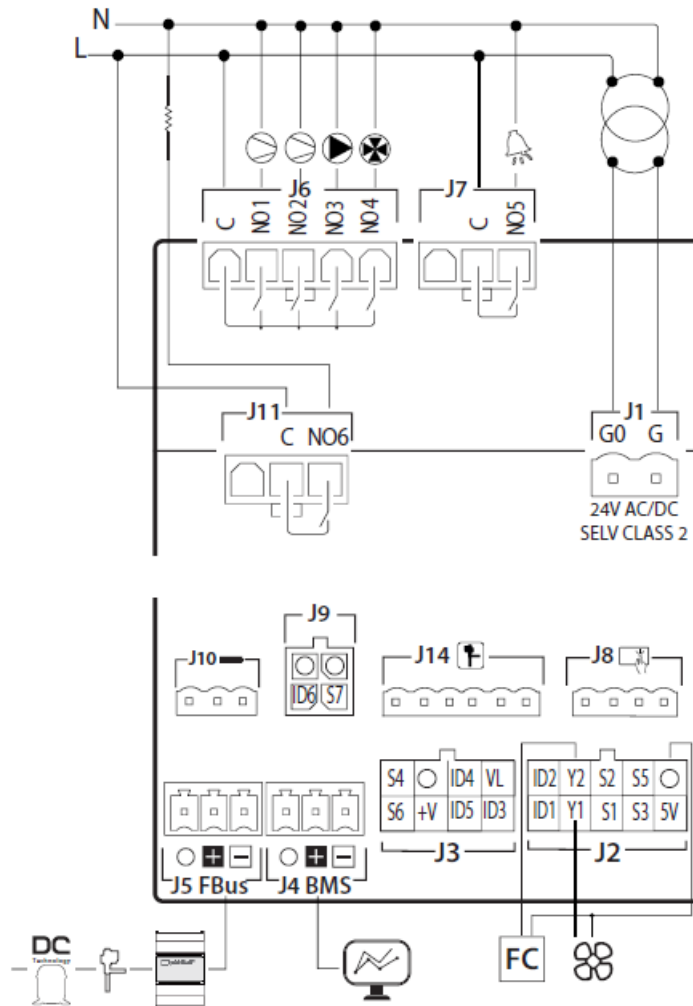 N
L
J6
C NO1 NO2 NO3 NO4
J7
C NO5
J11
C NO6
J1
G0 G
24V AC/DC
SELV CLASS 2
J9
J10
ID6 S7
J14
J8
S4 ID4 VL
S6 +V ID5 ID3
J3
ID2 Y2 S2 S5
ID1 Y1 S1 S3 5V
J2
+ −
J5 FBus
+ −
J4 BMS
DC
Technology
FC